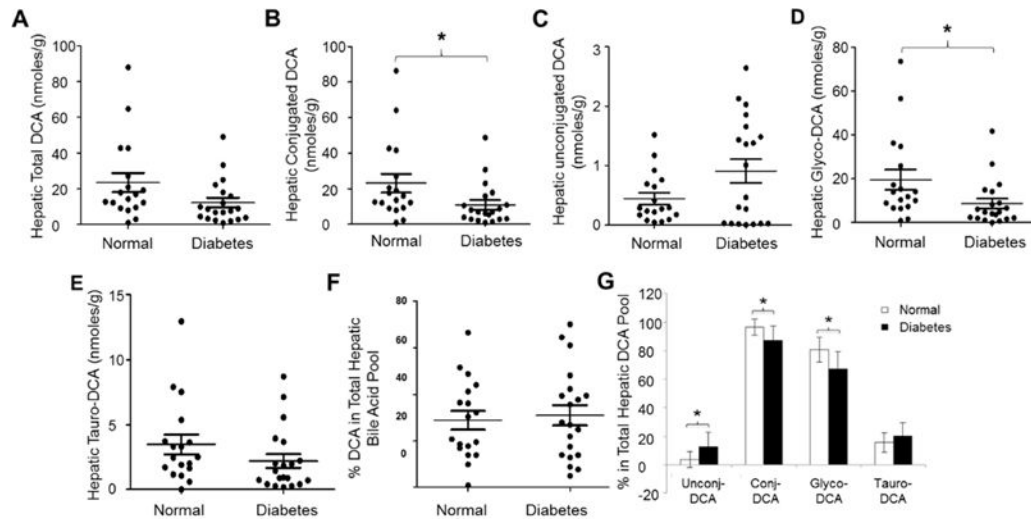 A
Hepatic Total DCA (nmoles/g)
100
80
60
40
20
0
Normal
Diabetes
B
Hepatic Conjugated DCA
(nmoles/g)
100
80
60
40
20
0
*
Normal
Diabetes
C
Hepatic unconjugated DCA
(nmoles/g)
3
2
1
0
Normal
Diabetes
D
Hepatic Glyco-DCA (nmoles/g)
80
60
40
20
0
*
Normal
Diabetes
E
Hepatic Tauro-DCA (nmoles/g)
15
10
5
0
Normal
Diabetes
F
% DCA in Total Hepatic
Bile Acid Pool
80
60
40
20
0
Normal
Diabetes
G
% in Total Hepatic DCA Pool
120
100
80
60
40
20
0
-20
*
*
*
Normal
Diabetes
Unconj-
DCA
Conj-
DCA
Glyco-
DCA
Tauro-
DCA